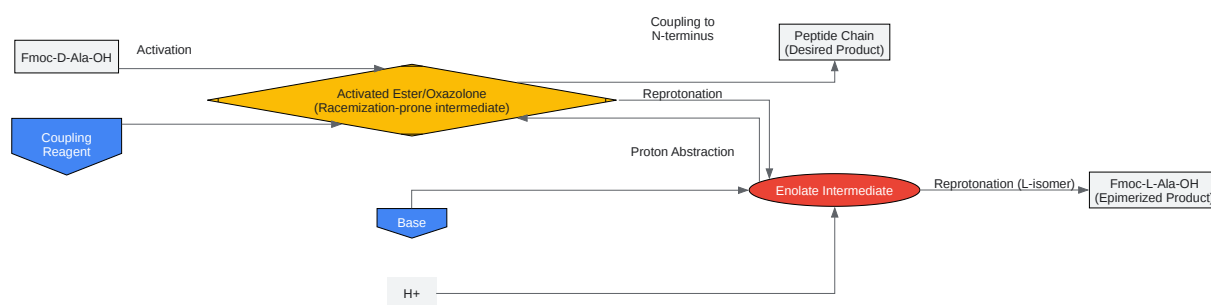 Coupling to
N-terminus
Peptide Chain
(Desired Product)
Fmoc-D-Ala-OH
Activation
Activated Ester/Oxazolone
(Racemization-prone intermediate)
Reprotonation
Coupling
Reagent
Proton Abstraction
Enolate Intermediate
Reprotonation (L-isomer)
Fmoc-L-Ala-OH
(Epimerized Product)
Base
H+